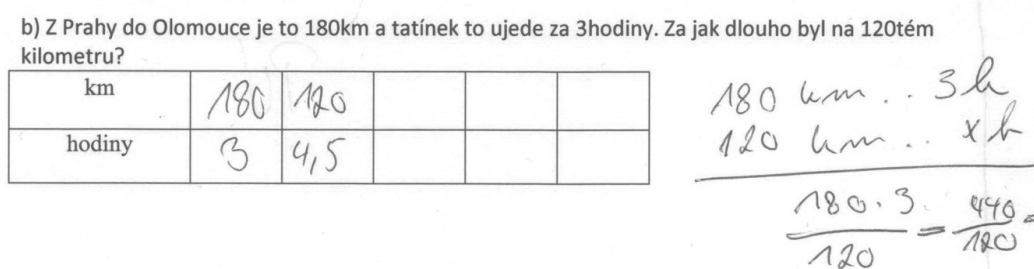 b) Z Prahy do Olomouce je to 180km a tatínek to ujede za 3hodiny. Za jak dlouho byl na 120tém
kilometru?
km 180 120
hodiny 3 4,5
180 km .. 3 h
120 km .. x h
180 · 3 / 120 = 440 / 120 =